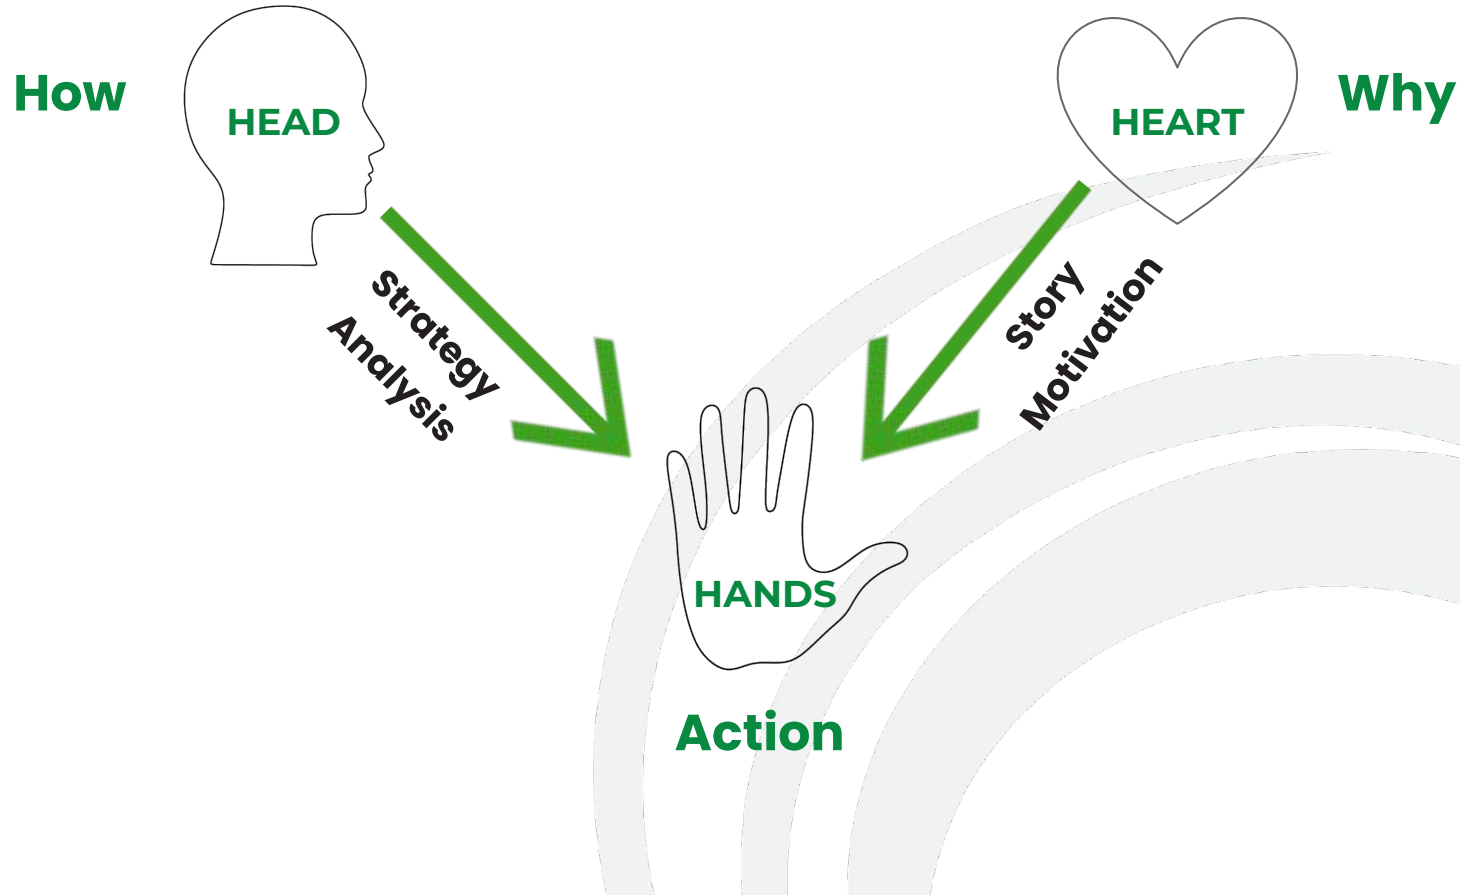 How
HEAD
HEART
Why
Strategy
Analysis
Story
Motivation
HANDS
Action